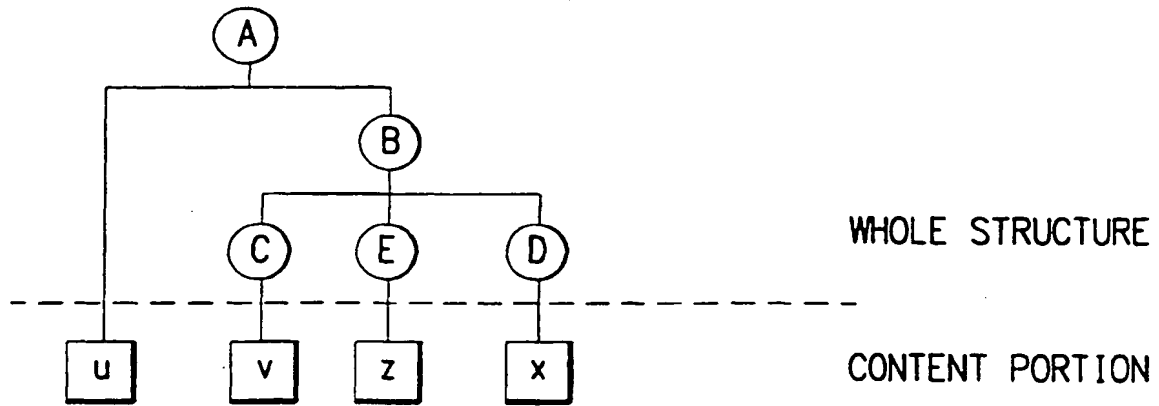 A
B
C E D
WHOLE STRUCTURE
u v z x
CONTENT PORTION